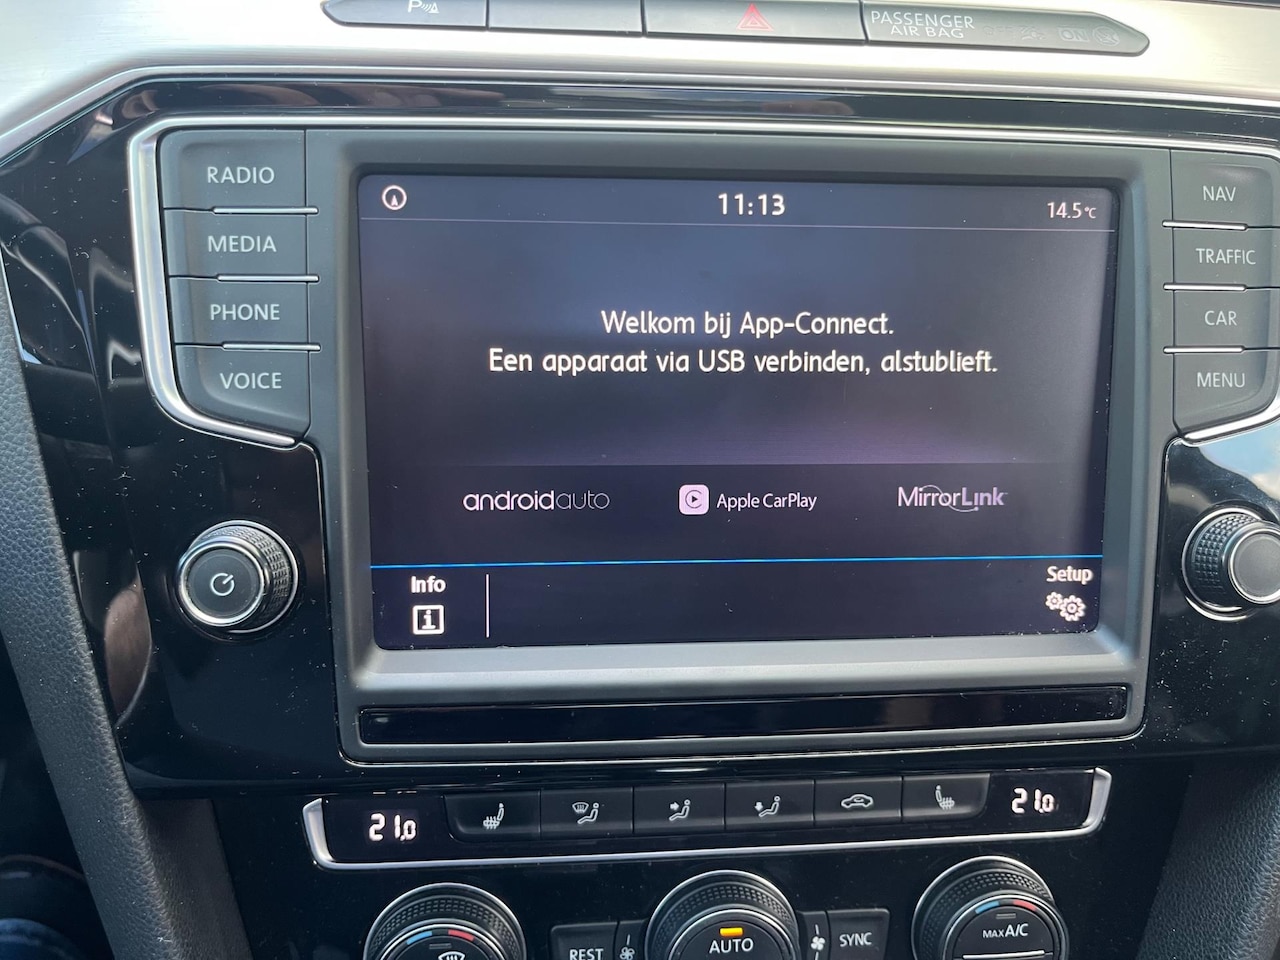 P
PASSENGER
AIR BAG
OFF
ON
RADIO
MEDIA
PHONE
VOICE
11:13
14.5°C
Welkom bij App-Connect.
Een apparaat via USB verbinden, alstublieft.
androidauto
Apple CarPlay
MirrorLink
Info
i
Setup
NAV
TRAFFIC
CAR
MENU
21,0
21,0
REST
AUTO
SYNC
MAX A/C